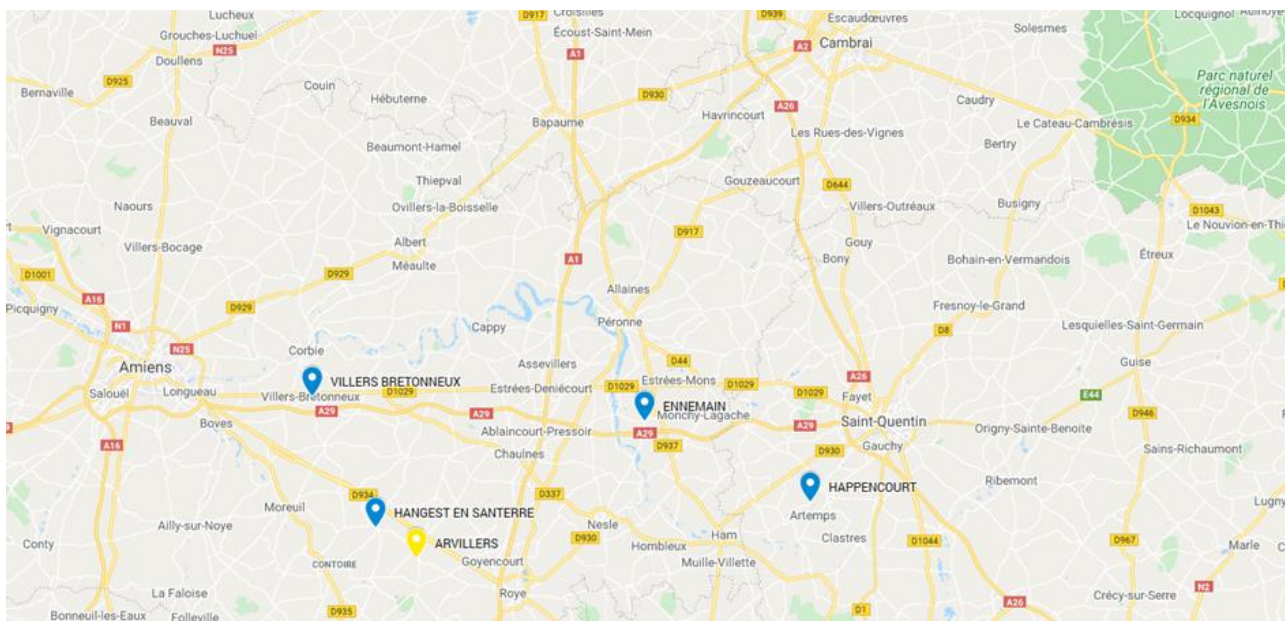 Lucheux
D917
Croisilles
D939
Escaudœuvres
Solesmes
Locquignol
Grouches-Luchuel
N25
Écoust-Saint-Mein
A1
A2
Cambrai
Doullens
Parc naturel
régional de
l'Avesnois
D925
Bernaville
Couin
Hébuterne
D930
A26
Caudry
Beauval
Bapaume
Havrincourt
Les Rues-des-Vignes
Le Cateau-Cambrésis
D934
Beaumont-Hamel
Bertry
Thiepval
Gouzeaucourt
D644
Naours
Ovillers-la-Boisselle
Villers-Outréaux
Busigny
D1043
Le Nouvion-en-Thi
Vignacourt
Villers-Bocage
Albert
D917
Gouy
Bony
D929
Méaulte
A1
Bohain-en-Vermandois
Étreux
D1001
A16
Allaines
Picquigny
D929
Fresnoy-le-Grand
N1
Cappy
Péronne
Lesquielles-Saint-Germain
D8
N25
Corbie
Amiens
Assevillers
D44
Guise
VILLERS BRETONNEUX
Estrées-Mons
A26
Salouël
Longueau
Villers-Bretonneux
D1029
Estrées-Deniécourt
D1029
D1029
D1029
Fayet
E44
ENNEMAIN
A29
A29
Monchy-Lagache
D946
Boves
Ablaincourt-Pressoir
A29
A29
Saint-Quentin
Origny-Sainte-Benoite
A16
D937
Gauchy
Chaulnes
D930
Sains-Richaumont
HAPPENCOURT
Ribemont
D934
D337
Moreuil
HANGEST EN SANTERRE
Artemps
Lugny
Ailly-sur-Noye
Nesle
Ham
Clastres
D1044
D967
Conty
ARVILLERS
D930
Hombleux
Marle
CONTOIRE
Goyencourt
Muille-Villette
La Faloise
Roye
N2
Crécy-sur-Serre
Bonneuil-les-Eaux
Folleville
D935
D1
A26